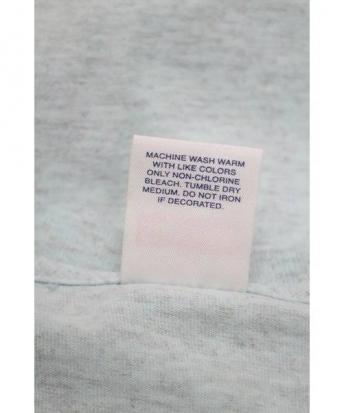 MACHINE WASH WARM
WITH LIKE COLORS
ONLY NON-CHLORINE
BLEACH. TUMBLE DRY
MEDIUM. DO NOT IRON
IF DECORATED.